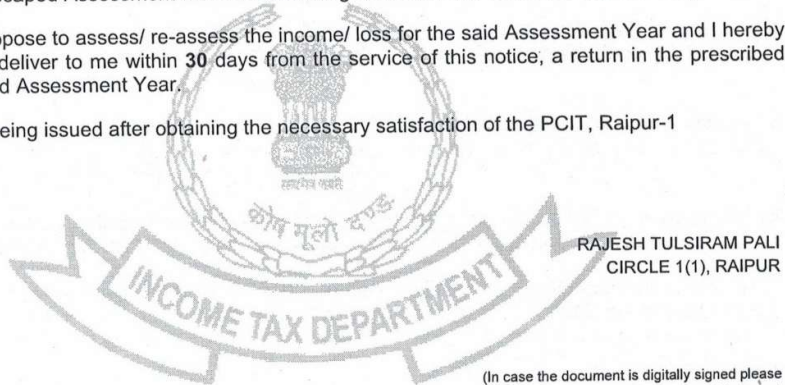 Assessment
pose to assess/ re-assess the income/ loss for the said Assessment Year and I hereby
deliver to me within 30 days from the service of this notice, a return in the prescribed
d Assessment Year.
eing issued after obtaining the necessary satisfaction of the PCIT, Raipur-1
सत्यमेव जयते
कोष मूलो दण्डः
RAJESH TULSIRAM PALI
CIRCLE 1(1), RAIPUR
INCOME TAX DEPARTMENT
(In case the document is digitally signed please